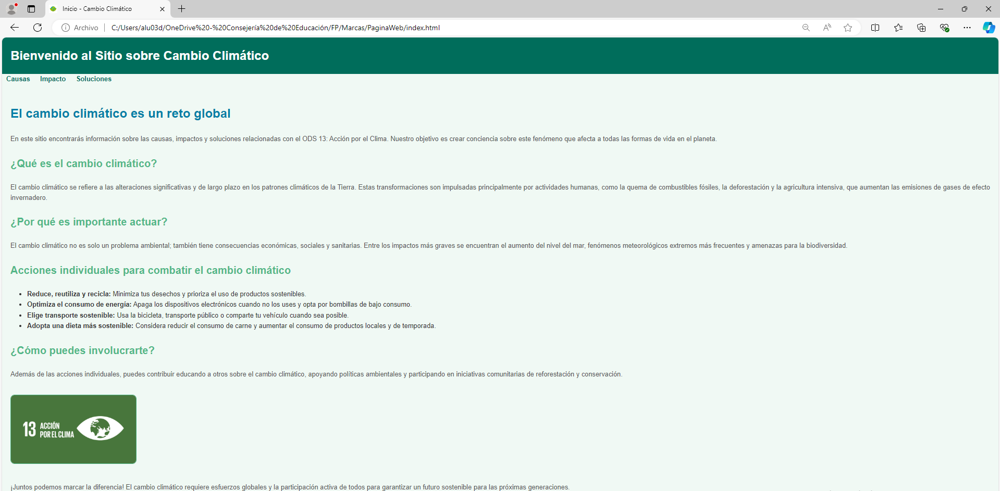 Inicio - Cambio Climático
Archivo
C:/Users/alu03d/OneDrive%20-%20Consejería%20de%20Educación/FP/Marcas/PaginaWeb/index.html
Bienvenido al Sitio sobre Cambio Climático
Causas Impacto Soluciones
El cambio climático es un reto global
En este sitio encontrarás información sobre las causas, impactos y soluciones relacionadas con el ODS 13: Acción por el Clima. Nuestro objetivo es crear conciencia sobre este fenómeno que afecta a todas las formas de vida en el planeta.
¿Qué es el cambio climático?
El cambio climático se refiere a las alteraciones significativas y de largo plazo en los patrones climáticos de la Tierra. Estas transformaciones son impulsadas principalmente por actividades humanas, como la quema de combustibles fósiles, la deforestación y la agricultura intensiva, que aumentan las emisiones de gases de efecto
invernadero.
¿Por qué es importante actuar?
El cambio climático no es solo un problema ambiental; también tiene consecuencias económicas, sociales y sanitarias. Entre los impactos más graves se encuentran el aumento del nivel del mar, fenómenos meteorológicos extremos más frecuentes y amenazas para la biodiversidad.
Acciones individuales para combatir el cambio climático
• Reduce, reutiliza y recicla: Minimiza tus desechos y prioriza el uso de productos sostenibles.
• Optimiza el consumo de energía: Apaga los dispositivos electrónicos cuando no los uses y opta por bombillas de bajo consumo.
• Elige transporte sostenible: Usa la bicicleta, transporte público o comparte tu vehículo cuando sea posible.
• Adopta una dieta más sostenible: Considera reducir el consumo de carne y aumentar el consumo de productos locales y de temporada.
¿Cómo puedes involucrarte?
Además de las acciones individuales, puedes contribuir educando a otros sobre el cambio climático, apoyando políticas ambientales y participando en iniciativas comunitarias de reforestación y conservación.
13 ACCIÓN
POR EL CLIMA
¡Juntos podemos marcar la diferencia! El cambio climático requiere esfuerzos globales y la participación activa de todos para garantizar un futuro sostenible para las próximas generaciones.